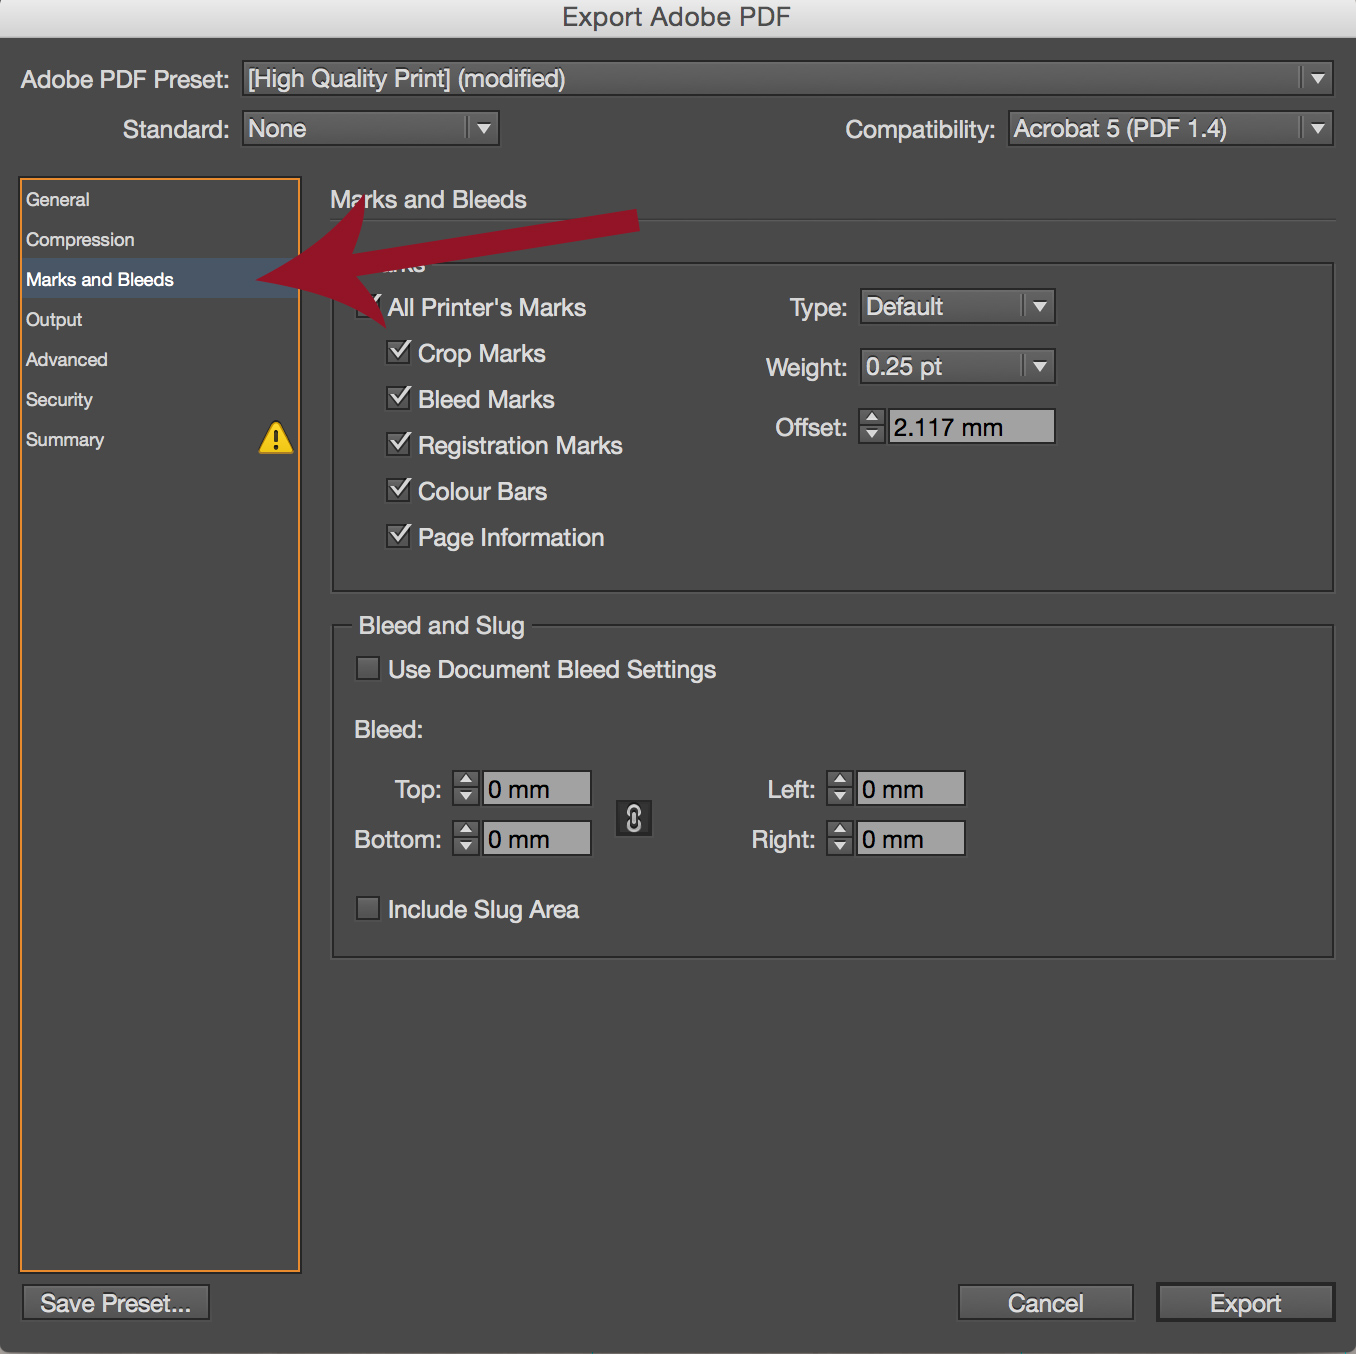 Export Adobe PDF
Adobe PDF Preset: [High Quality Print] (modified)
Standard: None Compatibility: Acrobat 5 (PDF 1.4)
General
Compression
Marks and Bleeds
Output
Advanced
Security
Summary
Marks and Bleeds
All Printer's Marks
Crop Marks
Bleed Marks
Registration Marks
Colour Bars
Page Information
Type: Default
Weight: 0.25 pt
Offset: 2.117 mm
Bleed and Slug
Use Document Bleed Settings
Bleed:
Top: 0 mm Left: 0 mm
Bottom: 0 mm Right: 0 mm
Include Slug Area
Save Preset... Cancel Export